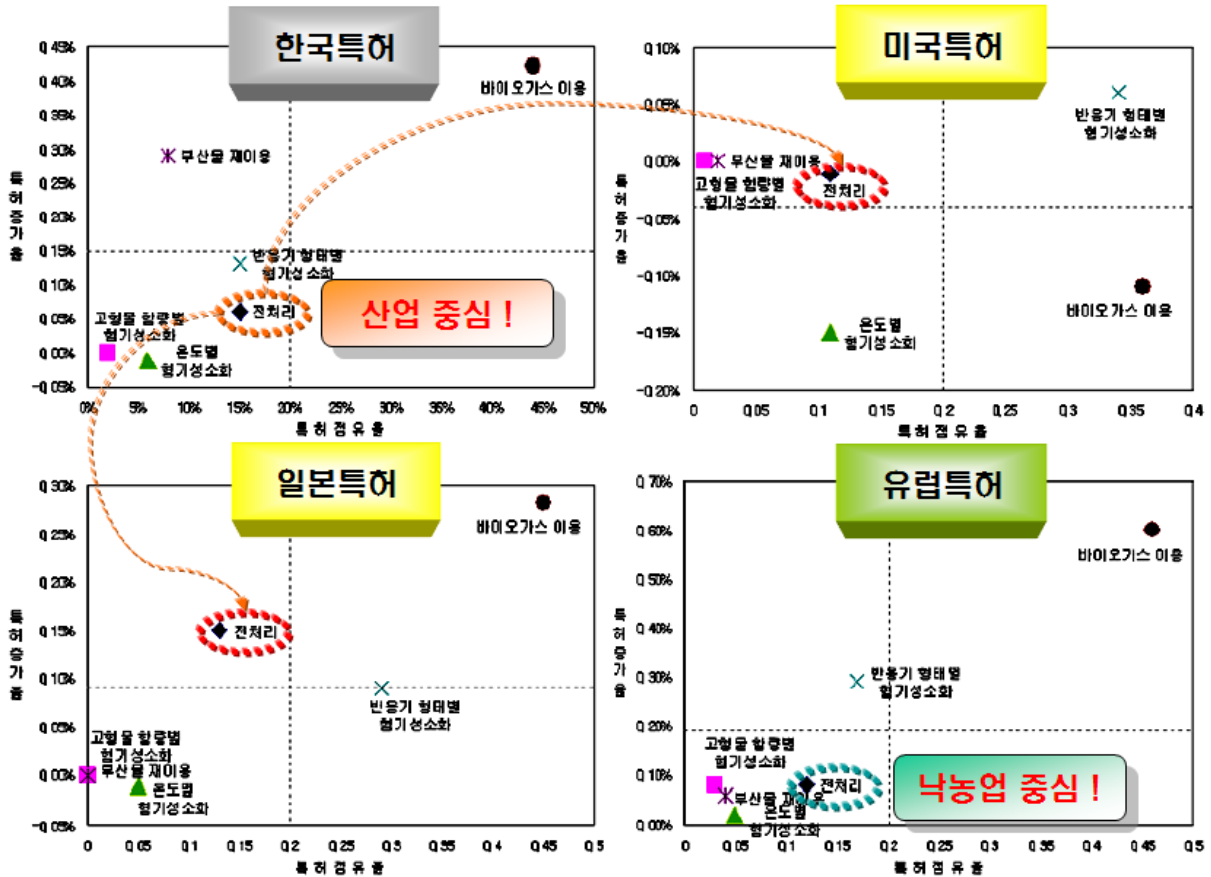 한국특허
0.45%
0.40%
0.35%
0.30%
0.25%
0.20%
0.15%
0.10%
0.05%
0.00%
-0.05%
특허증가율
바이오가스 이용
부산물 재이용
반응기 형태별
혐기성소화
전처리
고형물 함량별
혐기성소화
온도별
혐기성소화
산업 중심 !
0%
5%
10%
15%
20%
25%
30%
35%
40%
45%
50%
특허점유율
미국특허
0.10%
0.05%
0.00%
-0.05%
-0.10%
-0.15%
-0.20%
특허증가율
반응기 형태별
혐기성소화
부산물 재이용
고형물 함량별
혐기성소화
전처리
바이오가스 이용
온도별
혐기성소화
0
0.05
0.1
0.15
0.2
0.25
0.3
0.35
0.4
특허점유율
일본특허
0.30%
0.25%
0.20%
0.15%
0.10%
0.05%
0.00%
-0.05%
특허증가율
바이오가스 이용
전처리
반응기 형태별
혐기성소화
고형물 함량별
혐기성소화
부산물 재이용
온도별
혐기성소화
0
0.05
0.1
0.15
0.2
0.25
0.3
0.35
0.4
0.45
0.5
특허점유율
유럽특허
0.70%
0.60%
0.50%
0.40%
0.30%
0.20%
0.10%
0.00%
특허증가율
바이오가스 이용
반응기 형태별
혐기성소화
고형물 함량별
혐기성소화
전처리
부산물 재이용
온도별
혐기성소화
낙농업 중심 !
0
0.05
0.1
0.15
0.2
0.25
0.3
0.35
0.4
0.45
0.5
특허점유율